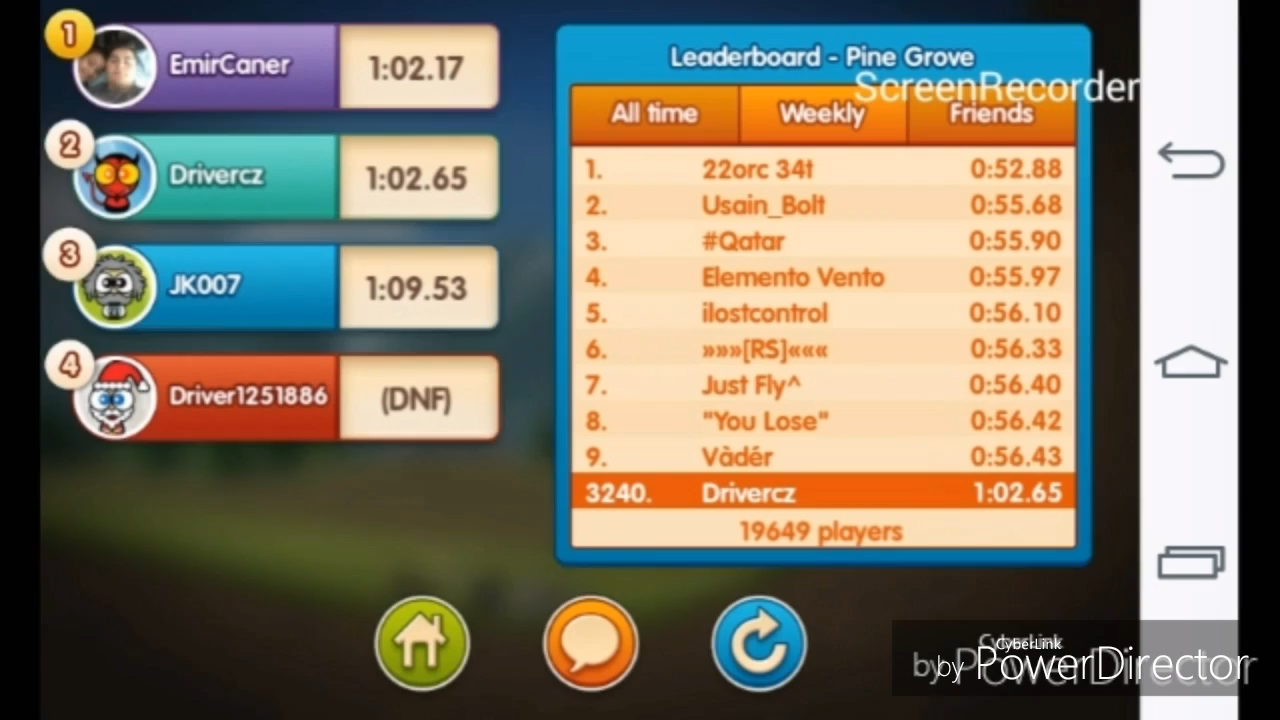 1
EmirCaner
1:02.17
2
Drivercz
1:02.65
3
JK007
1:09.53
4
Driver1251886
(DNF)
Leaderboard - Pine Grove
ScreenRecorder
All time Weekly Friends
1. 22orc 34t 0:52.88
2. Usain_Bolt 0:55.68
3. #Qatar 0:55.90
4. Elemento Vento 0:55.97
5. ilostcontrol 0:56.10
6. »»»[RS]««« 0:56.33
7. Just Fly^ 0:56.40
8. "You Lose" 0:56.42
9. Vàdér 0:56.43
3240. Drivercz 1:02.65
19649 players
CyberLink
by PowerDirector